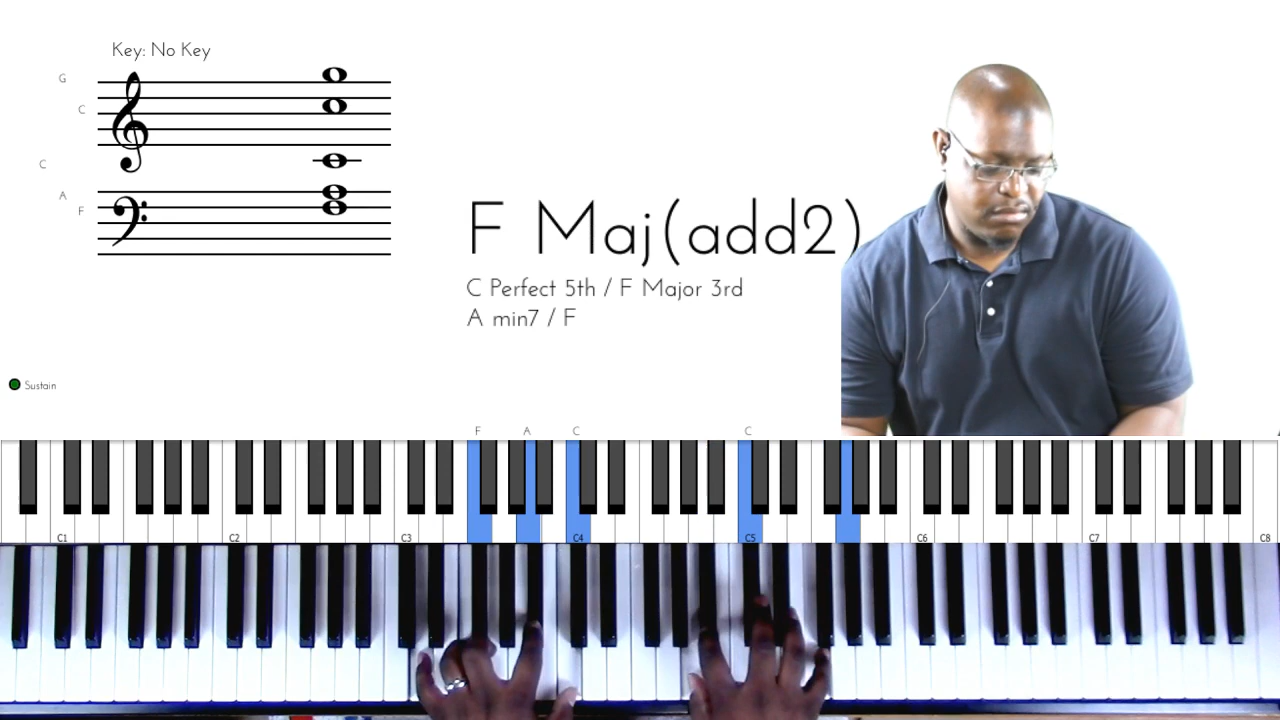 Key: No Key
G
C
C
A
F
F Maj(add2)
C Perfect 5th / F Major 3rd
A min7 / F
Sustain
F A C C
C1 C2 C3 C4 C5 C6 C7 C8